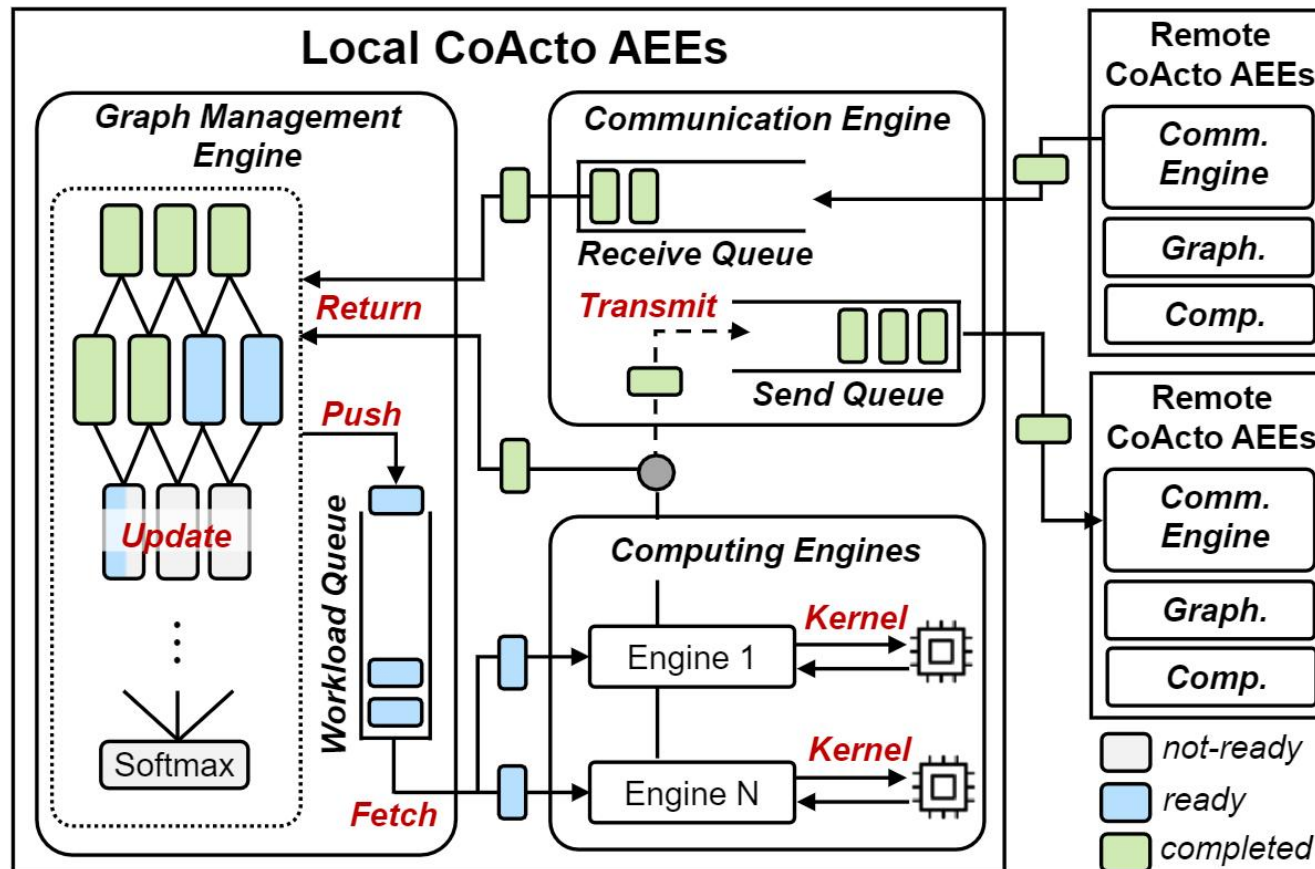 Local CoActo AEEs
Graph Management
Engine
Return
Push
Update
Softmax
Workload Queue
Fetch
Communication Engine
Receive Queue
Transmit
Send Queue
Computing Engines
Engine 1
Kernel
Engine N
Kernel
Remote
CoActo AEEs
Comm.
Engine
Graph.
Comp.
Remote
CoActo AEEs
Comm.
Engine
Graph.
Comp.
not-ready
ready
completed